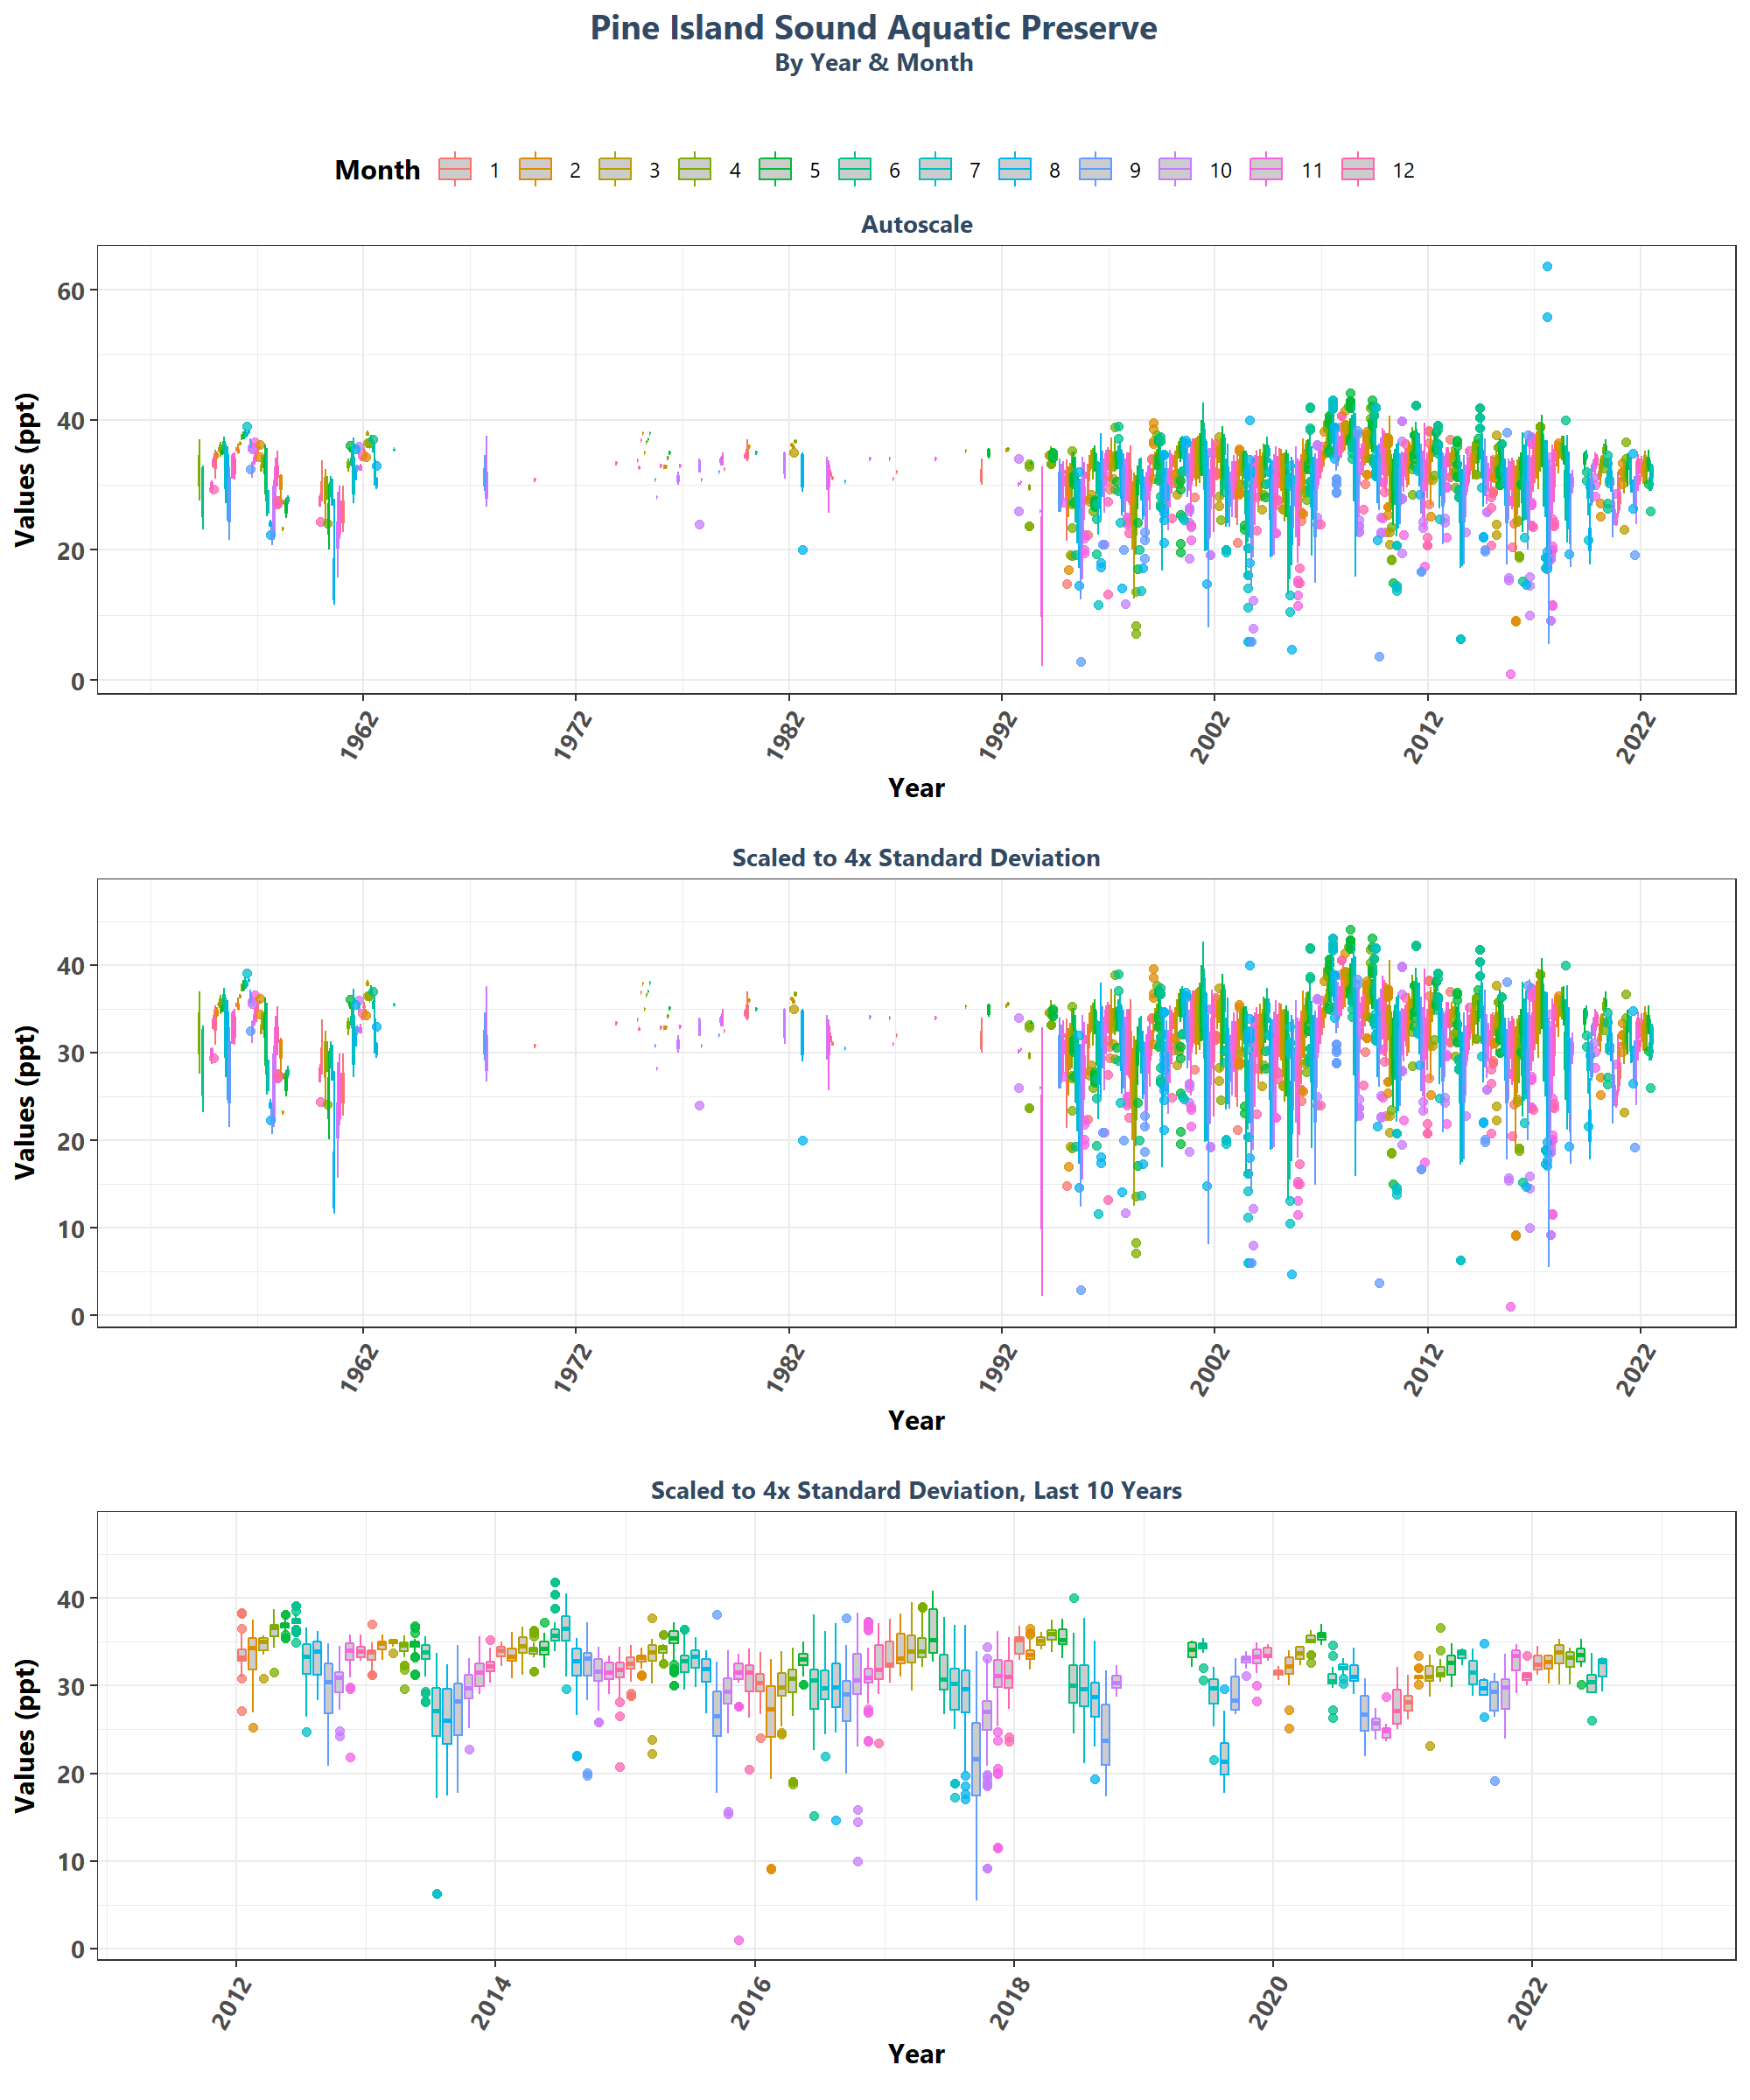 Pine Island Sound Aquatic Preserve
By Year & Month
Month 1 2 3 4 5 6 7 8 9 10 11 12
Autoscale
Values (ppt)
60
40
20
0
1962 1972 1982 1992 2002 2012 2022
Year
Scaled to 4x Standard Deviation
Values (ppt)
40
30
20
10
0
1962 1972 1982 1992 2002 2012 2022
Year
Scaled to 4x Standard Deviation, Last 10 Years
Values (ppt)
40
30
20
10
0
2012 2014 2016 2018 2020 2022
Year